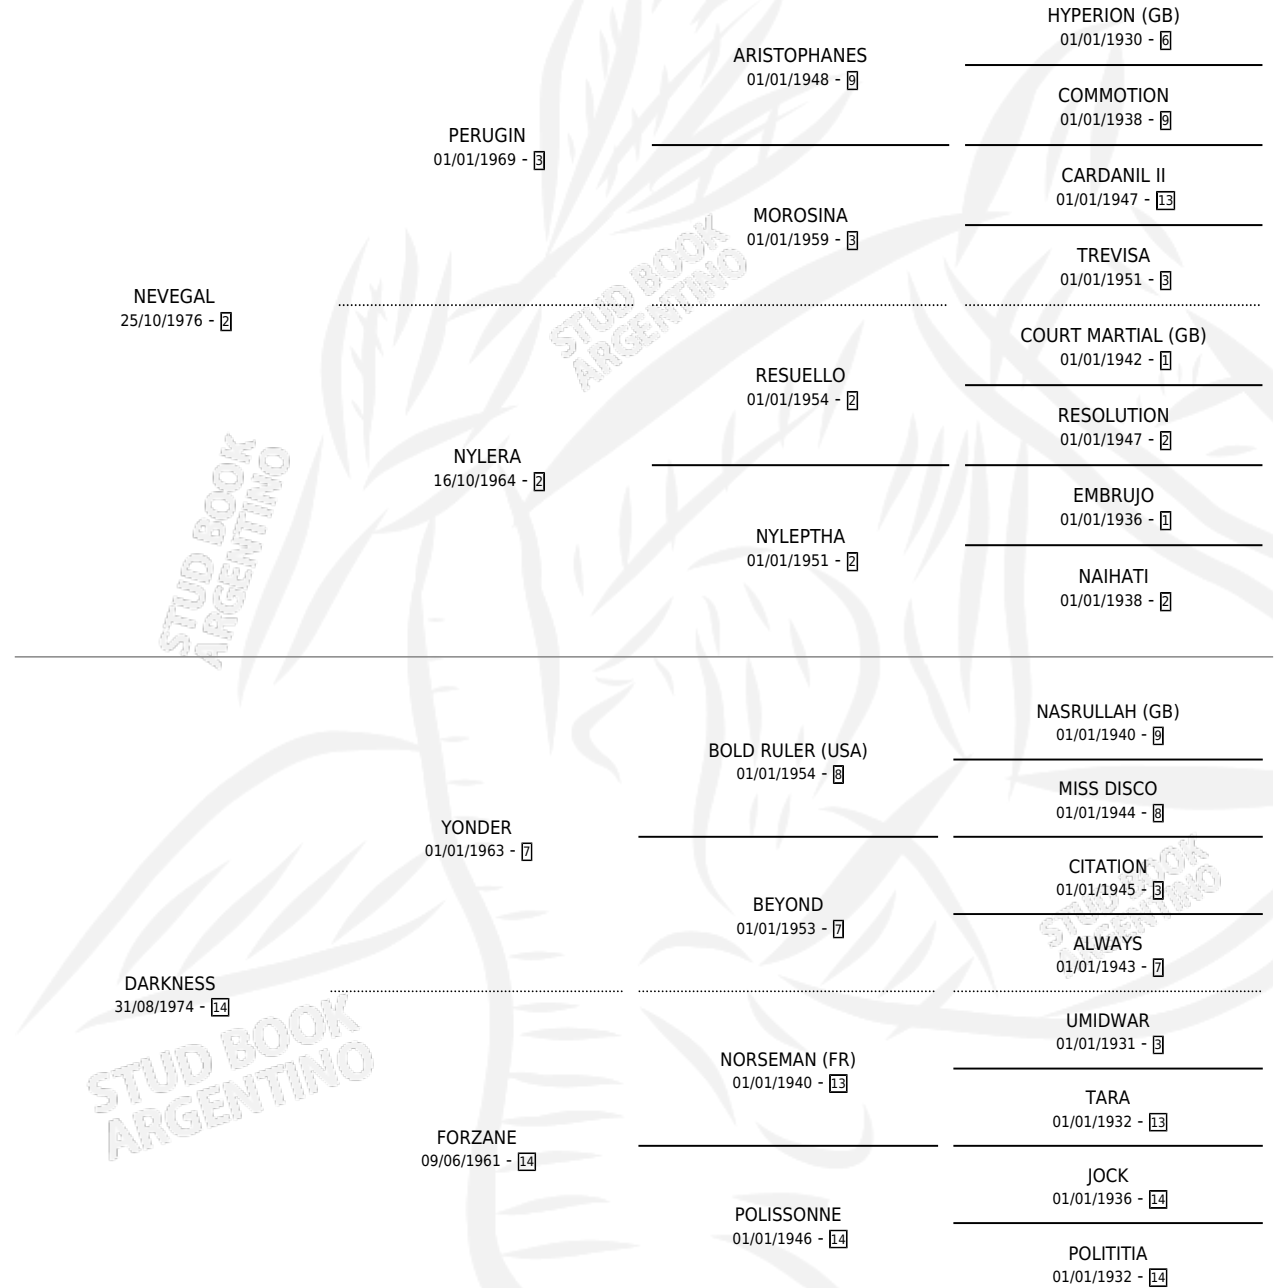 HYPERION (GB)
01/01/1930 - 6
ARISTOPHANES
01/01/1948 - 9
COMMOTION
01/01/1938 - 9
PERUGIN
01/01/1969 - 3
CARDANIL II
01/01/1947 - 13
MOROSINA
01/01/1959 - 3
TREVISA
01/01/1951 - 3
NEVEGAL
25/10/1976 - 2
COURT MARTIAL (GB)
01/01/1942 - 1
RESUELLO
01/01/1954 - 2
RESOLUTION
01/01/1947 - 2
NYLERA
16/10/1964 - 2
EMBRUJO
01/01/1936 - 1
NYLEPTHA
01/01/1951 - 2
NAIHATI
01/01/1938 - 2
NASRULLAH (GB)
01/01/1940 - 9
BOLD RULER (USA)
01/01/1954 - 8
MISS DISCO
01/01/1944 - 8
YONDER
01/01/1963 - 7
CITATION
01/01/1945 - 3
BEYOND
01/01/1953 - 7
ALWAYS
01/01/1943 - 7
DARKNESS
31/08/1974 - 14
UMIDWAR
01/01/1931 - 3
NORSEMAN (FR)
01/01/1940 - 13
TARA
01/01/1932 - 13
FORZANE
09/06/1961 - 14
JOCK
01/01/1936 - 14
POLISSONNE
01/01/1946 - 14
POLITITIA
01/01/1932 - 14
STUD BOOK
ARGENTINO
STUD BOOK
ARGENTINO
STUD BOOK
ARGENTINO
STUD BOOK
ARGENTINO